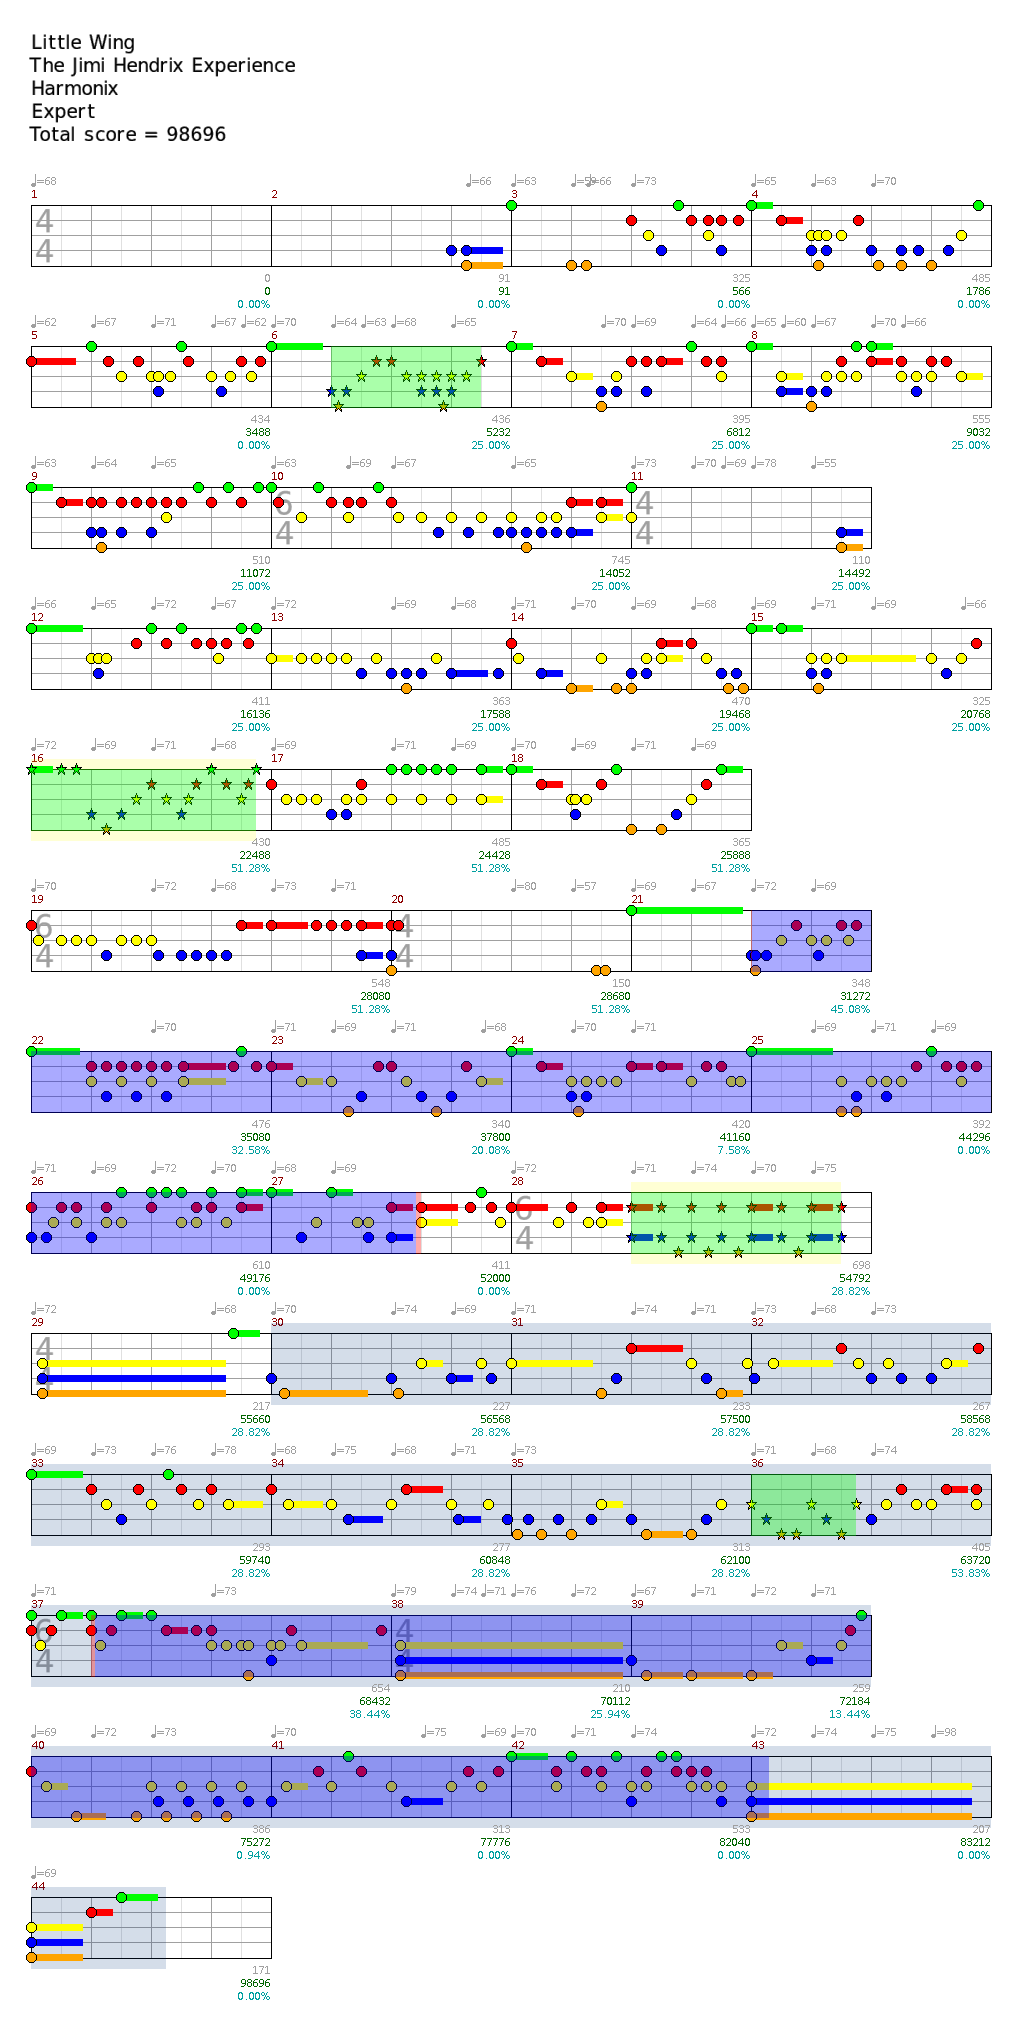 Little Wing
The Jimi Hendrix Experience
Harmonix
Expert
Total score = 98696
♩=68 ♩=66 ♩=63 ♩=59 ♩=66 ♩=73 ♩=65 ♩=63 ♩=70
1 2 3 4
4
4
0 91 325 485
0 91 566 1786
0.00% 0.00% 0.00% 0.00%
♩=62 ♩=67 ♩=71 ♩=67 ♩=62 ♩=70 ♩=64 ♩=63 ♩=68 ♩=65 ♩=70 ♩=69 ♩=64 ♩=66 ♩=65 ♩=63 ♩=70 ♩=66
5 6 7 8
434 436 395 555
3488 5232 6812 9032
0.00% 25.00% 25.00% 25.00%
♩=63 ♩=64 ♩=65 ♩=63 ♩=69 ♩=67 ♩=65 ♩=73 ♩=70 ♩=69 ♩=78 ♩=55
9 10 11
6 4
4 4
510 745 110
11072 14052 14492
25.00% 25.00% 25.00%
♩=66 ♩=65 ♩=72 ♩=67 ♩=72 ♩=69 ♩=68 ♩=71 ♩=70 ♩=69 ♩=68 ♩=69 ♩=71 ♩=69 ♩=66
12 13 14 15
411 363 470 325
16136 17588 19468 20768
25.00% 25.00% 25.00% 25.00%
♩=72 ♩=69 ♩=71 ♩=68 ♩=69 ♩=71 ♩=70 ♩=68 ♩=71 ♩=69 ♩=71 ♩=69
16 17 18
430 485 365
22488 24428 25888
51.28% 51.28% 51.28%
♩=70 ♩=72 ♩=68 ♩=73 ♩=71 ♩=80 ♩=57 ♩=69 ♩=67 ♩=72 ♩=69
19 20 21
6 4
4 4
548 150 348
28080 28680 31272
51.28% 51.28% 45.08%
♩=70 ♩=71 ♩=69 ♩=71 ♩=68 ♩=72 ♩=70 ♩=71 ♩=69 ♩=71 ♩=69
22 23 24 25
476 340 420 392
35080 37800 41160 44296
32.58% 20.08% 7.58% 0.00%
♩=71 ♩=69 ♩=72 ♩=70 ♩=68 ♩=69 ♩=72 ♩=71 ♩=74 ♩=70 ♩=75
26 27 28
6
4
610 411 698
49176 52000 54792
0.00% 0.00% 28.82%
♩=72 ♩=68 ♩=70 ♩=74 ♩=69 ♩=71 ♩=74 ♩=71 ♩=73 ♩=68 ♩=73
29 30 31 32
4
4
217 227 233 267
55660 56568 57500 58568
28.82% 28.82% 28.82% 28.82%
♩=69 ♩=73 ♩=76 ♩=78 ♩=68 ♩=75 ♩=68 ♩=71 ♩=73 ♩=71 ♩=68 ♩=74
33 34 35 36
293 277 313 405
59740 60848 62100 63720
28.82% 28.82% 28.82% 53.83%
♩=71 ♩=73 ♩=79 ♩=74 ♩=71 ♩=76 ♩=72 ♩=67 ♩=71 ♩=72 ♩=71
37 38 39
6 4
4 4
654 210 259
68432 70112 72184
38.44% 25.94% 13.44%
♩=69 ♩=72 ♩=73 ♩=70 ♩=75 ♩=69 ♩=70 ♩=71 ♩=74 ♩=72 ♩=74 ♩=75 ♩=98
40 41 42 43
386 313 533 207
75272 77776 82040 83212
0.94% 0.00% 0.00% 0.00%
♩=69
44
171
98696
0.00%